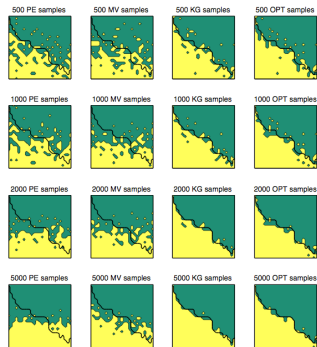 500 PE samples
500 MV samples
500 KG samples
500 OPT samples
1000 PE samples
1000 MV samples
1000 KG samples
1000 OPT samples
2000 PE samples
2000 MV samples
2000 KG samples
2000 OPT samples
5000 PE samples
5000 MV samples
5000 KG samples
5000 OPT samples